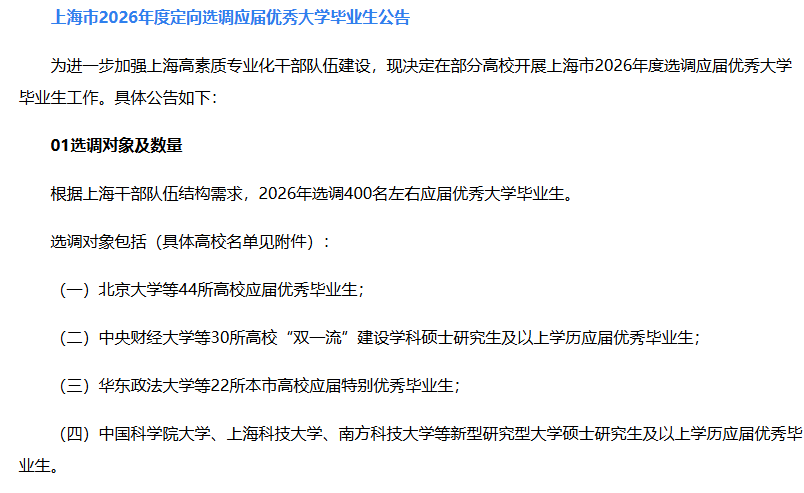 上海市2026年度定向选调应届优秀大学毕业生公告
为进一步加强上海高素质专业化干部队伍建设，现决定在部分高校开展上海市2026年度选调应届优秀大学
毕业生工作。具体公告如下：
01选调对象及数量
根据上海干部队伍结构需求，2026年选调400名左右应届优秀大学毕业生。
选调对象包括（具体高校名单见附件）：
（一）北京大学等44所高校应届优秀毕业生；
（二）中央财经大学等30所高校“双一流”建设学科硕士研究生及以上学历应届优秀毕业生；
（三）华东政法大学等22所本市高校应届特别优秀毕业生；
（四）中国科学院大学、上海科技大学、南方科技大学等新型研究型大学硕士研究生及以上学历应届优秀毕
业生。